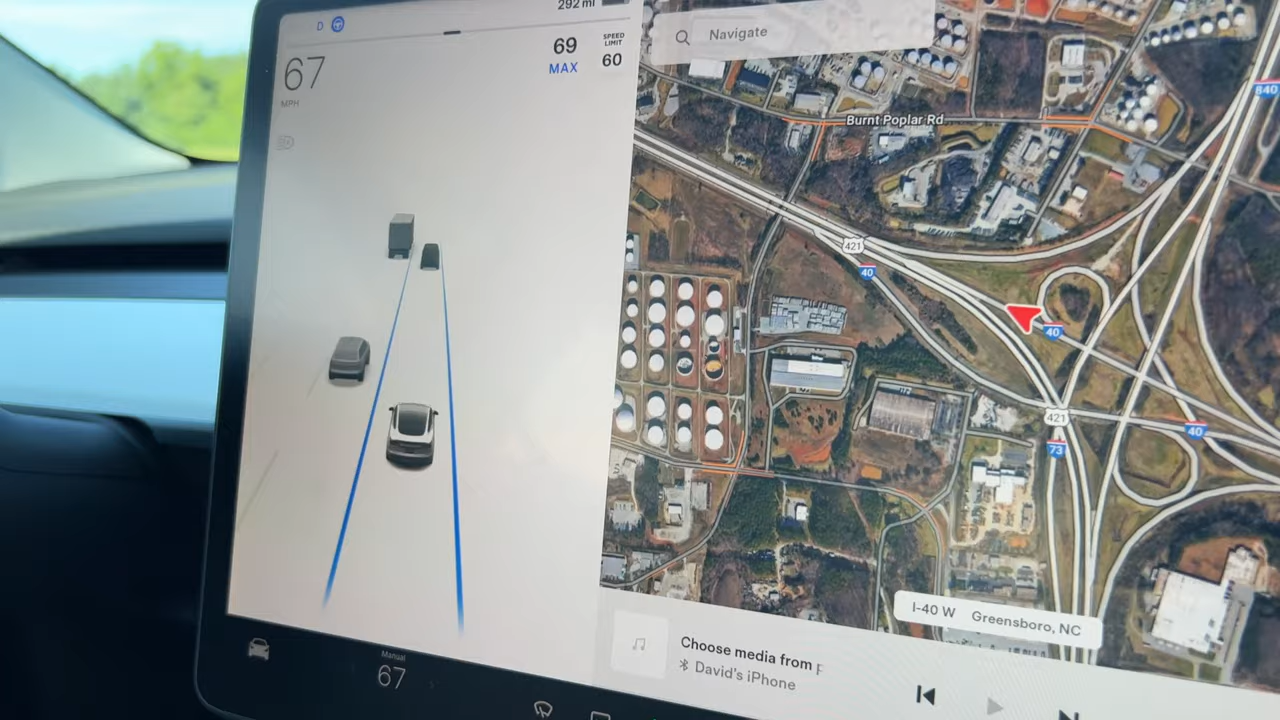 292 mi
D
67
MPH
69
MAX
SPEED
LIMIT
60
Navigate
840
Burnt Poplar Rd
421
40
40
421
40
73
I-40 W Greensboro, NC
Choose media from
David's iPhone
Manual
67